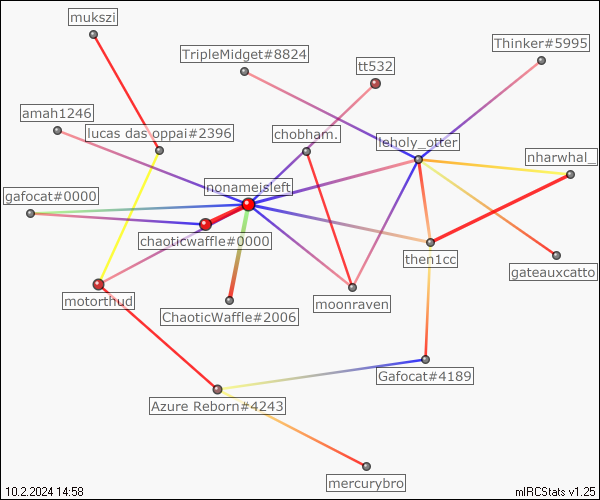 mukszi
Thinker#5995
TripleMidget#8824
tt532
amah1246
lucas das oppai#2396
chobham.
leholy_otter
nharwhal_
nonameisleft
gafocat#0000
chaoticwaffle#0000
then1cc
gateauxcatto
motorthud
moonraven
ChaoticWaffle#2006
Gafocat#4189
Azure Reborn#4243
mercurybro
10.2.2024 14:58
mIRCStats v1.25